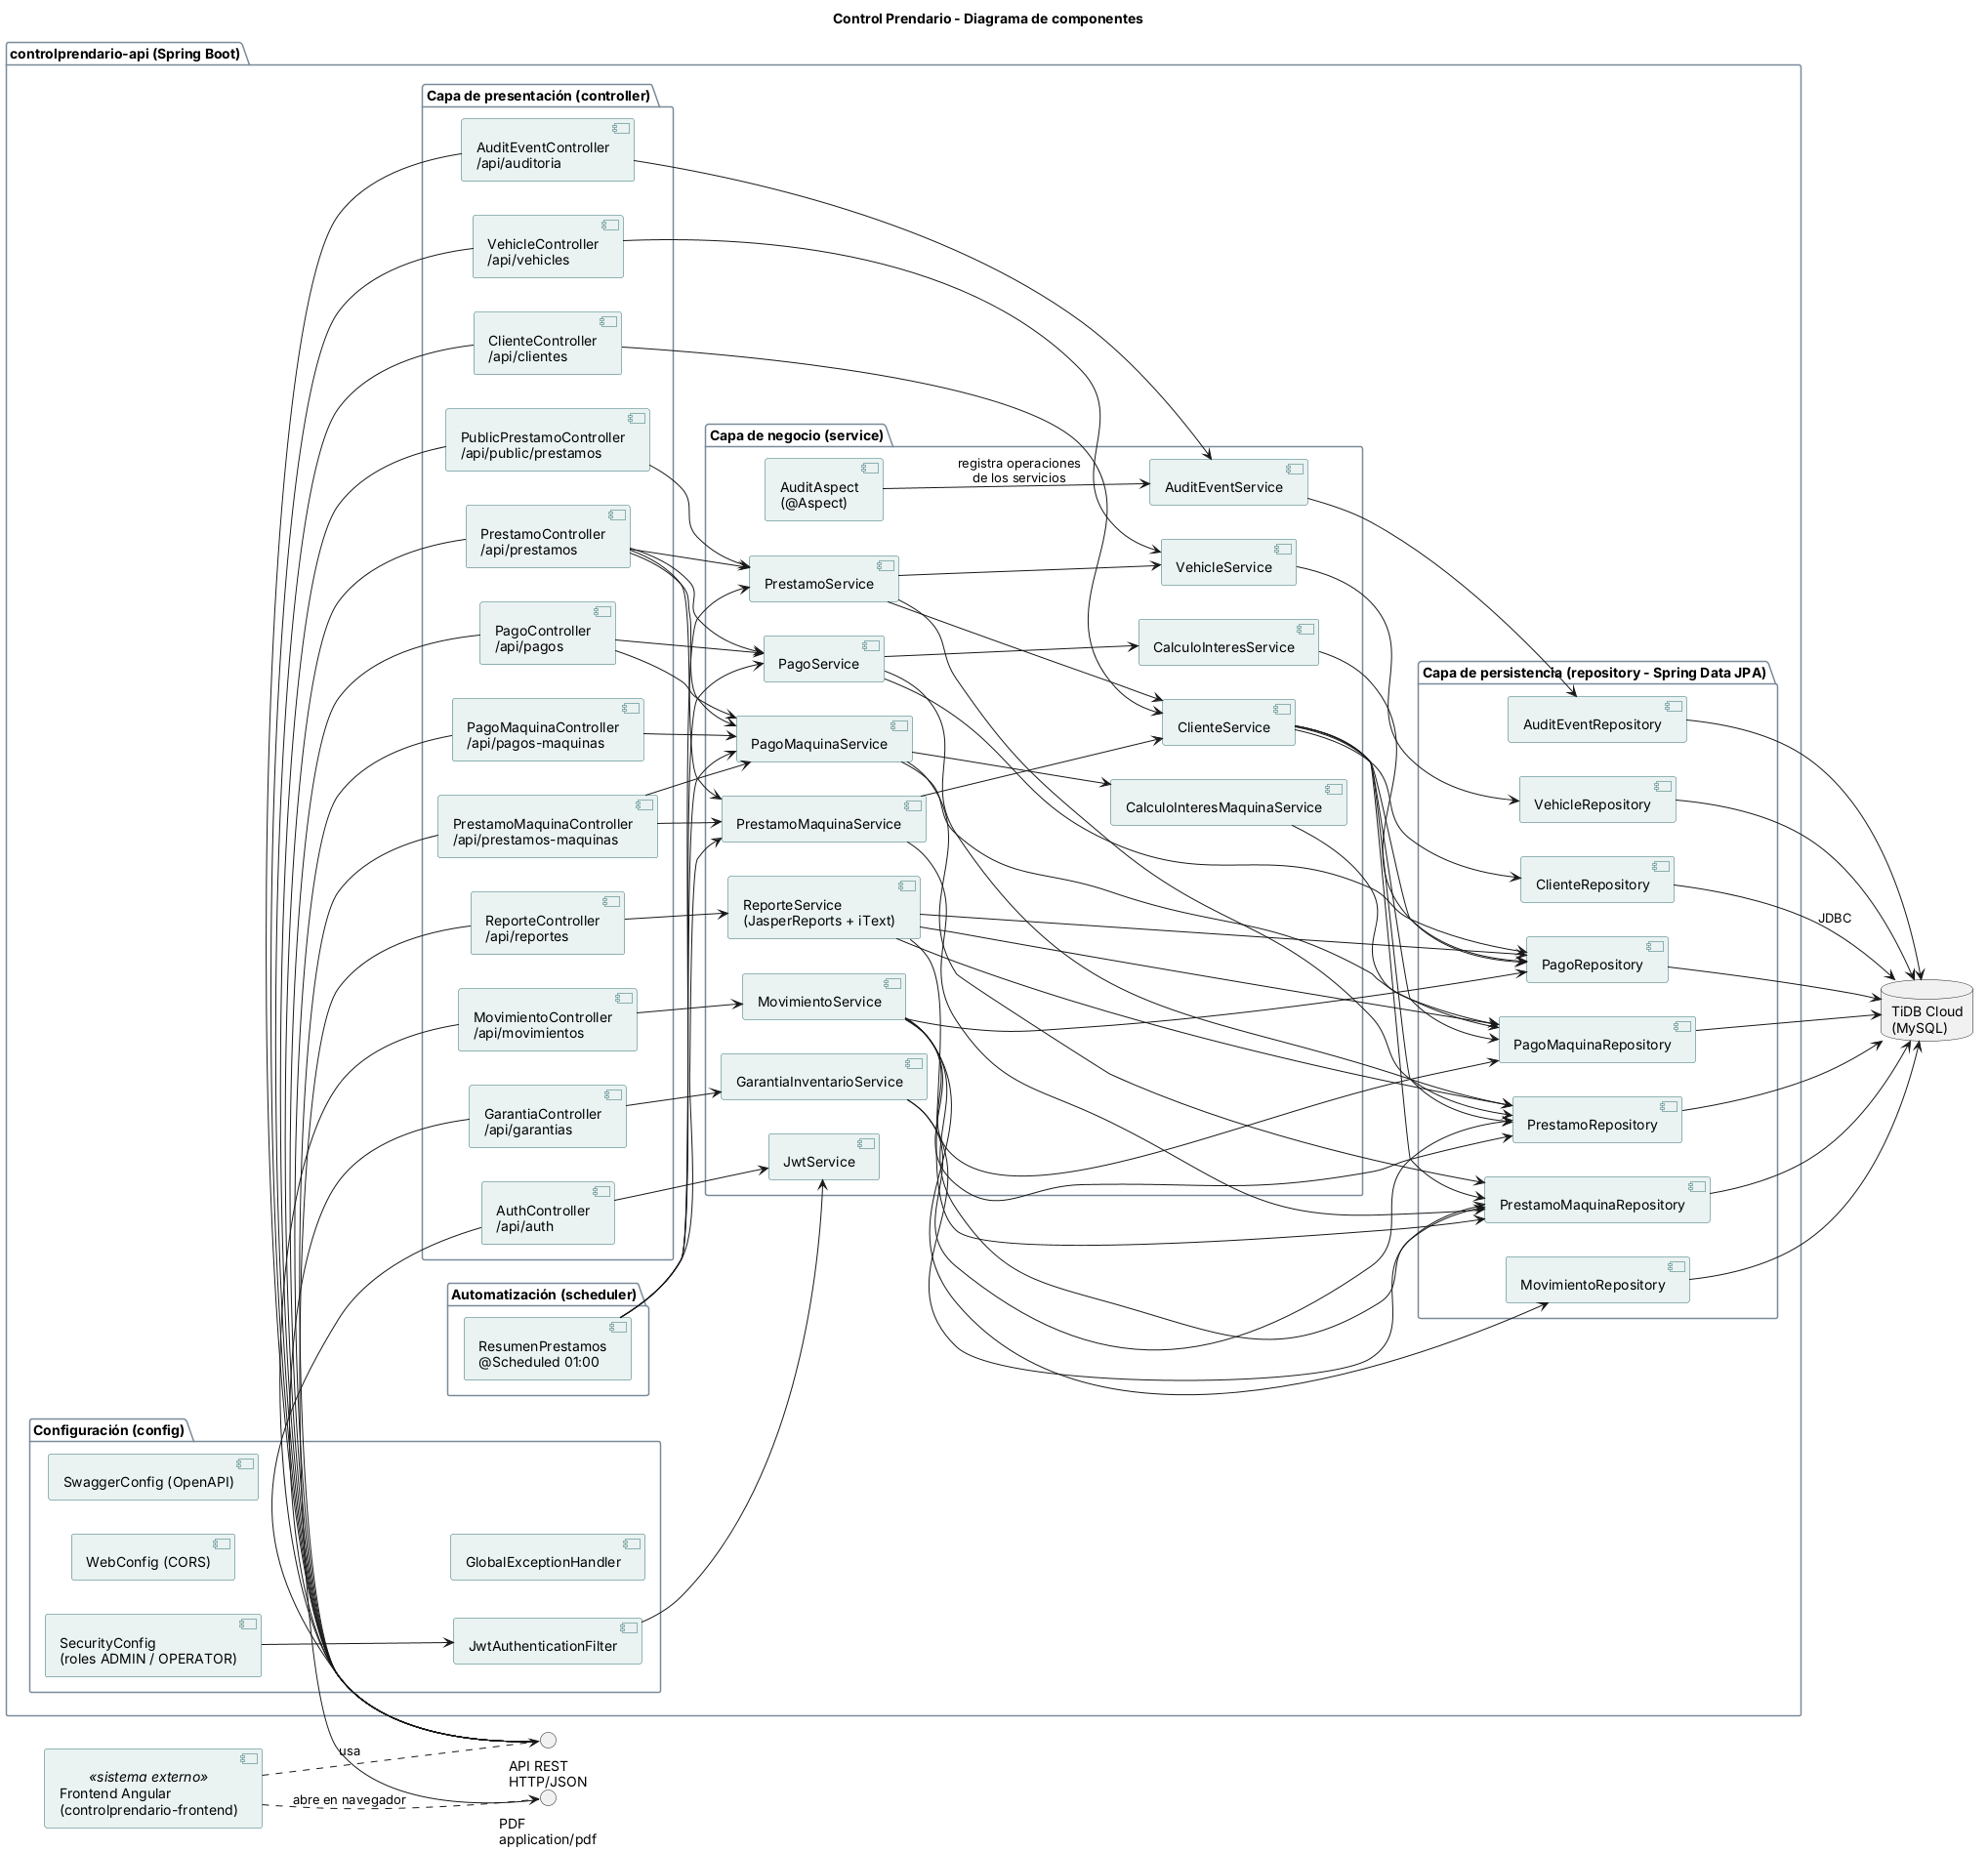 Control Prendario - Diagrama de componentes
controlprendario-api (Spring Boot)
Capa de presentación (controller)
AuditEventController
/api/auditoria
VehicleController
/api/vehicles
ClienteController
/api/clientes
PublicPrestamoController
/api/public/prestamos
PrestamoController
/api/prestamos
PagoController
/api/pagos
PagoMaquinaController
/api/pagos-maquinas
PrestamoMaquinaController
/api/prestamos-maquinas
ReporteController
/api/reportes
MovimientoController
/api/movimientos
GarantiaController
/api/garantias
AuthController
/api/auth
Capa de negocio (service)
AuditAspect
(@Aspect)
registra operaciones
de los servicios
AuditEventService
PrestamoService
VehicleService
PagoService
CalculoInteresService
PagoMaquinaService
ClienteService
PrestamoMaquinaService
CalculoInteresMaquinaService
ReporteService
(JasperReports + iText)
MovimientoService
GarantiaInventarioService
JwtService
Capa de persistencia (repository - Spring Data JPA)
AuditEventRepository
VehicleRepository
ClienteRepository
JDBC
PagoRepository
PagoMaquinaRepository
PrestamoRepository
PrestamoMaquinaRepository
MovimientoRepository
TiDB Cloud
(MySQL)
Automatización (scheduler)
ResumenPrestamos
@Scheduled 01:00
Configuración (config)
SwaggerConfig (OpenAPI)
WebConfig (CORS)
GlobalExceptionHandler
SecurityConfig
(roles ADMIN / OPERATOR)
JwtAuthenticationFilter
«sistema externo»
Frontend Angular
(controlprendario-frontend)
usa
abre en navegador
API REST
HTTP/JSON
PDF
application/pdf